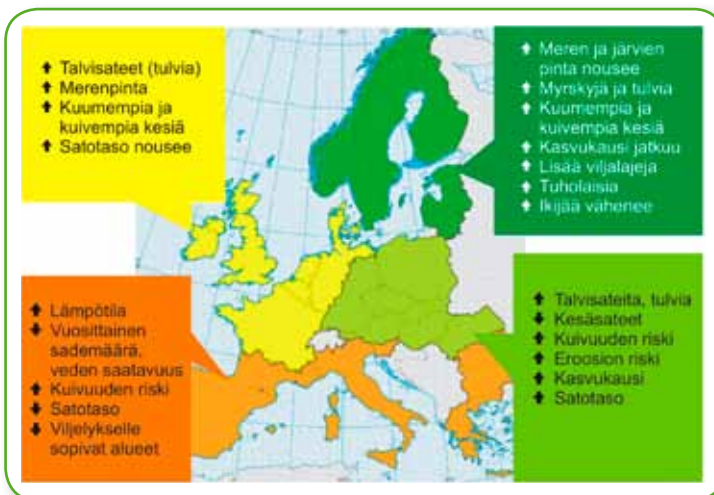 ↑ Talvisateet (tulvia)
↑ Merenpinta
↑ Kuumempia ja
kuivempia kesiä
↑ Satotaso nousee
↑ Meren ja järvien
pinta nousee
↑ Myrskyjä ja tulvia
↑ Kuumempia ja
kuivempia kesiä
↑ Kasvukausi jatkuu
↑ Lisää viljalajeja
↑ Tuholaisia
↑ Ikijää vähenee
↑ Lämpötila
↓ Vuosittainen
sademäärä,
veden saatavuus
↑ Kuivuuden riski
↓ Satotaso
↓ Viljelykselle
sopivat alueet
↑ Talvisateita, tulvia
↓ Kesäsateet
↑ Kuivuuden riski
↑ Eroosion riski
↑ Kasvukausi
↑ Satotaso